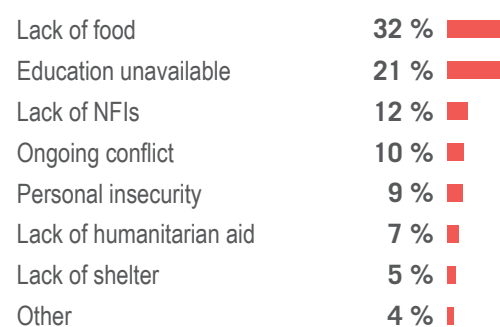 Lack of food 32 %
Education unavailable 21 %
Lack of NFIs 12 %
Ongoing conflict 10 %
Personal insecurity 9 %
Lack of humanitarian aid 7 %
Lack of shelter 5 %
Other 4 %